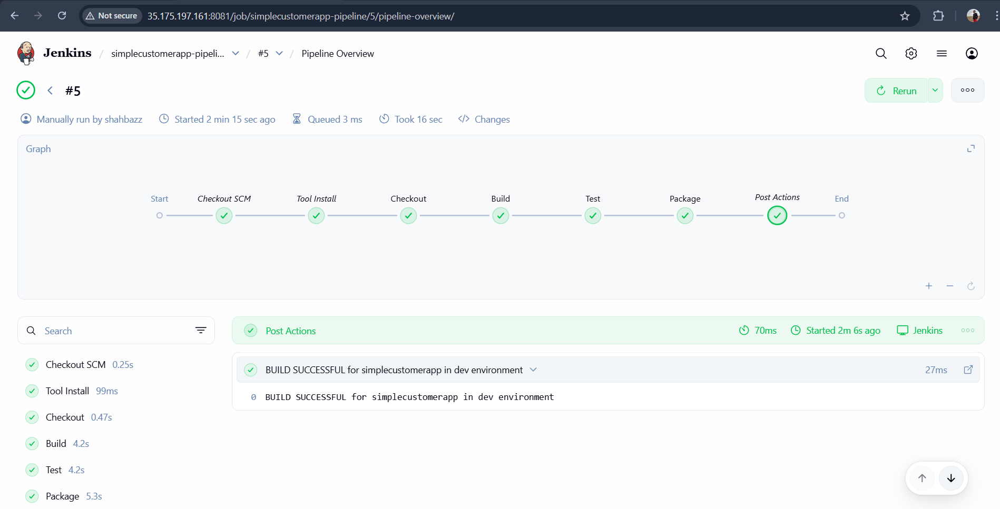 Not secure 35.175.197.161:8081/job/simplecustomerapp-pipeline/5/pipeline-overview/
Jenkins / simplecustomerapp-pipeli... / #5 / Pipeline Overview
#5
Rerun
Manually run by shahbazz Started 2 min 15 sec ago Queued 3 ms Took 16 sec </> Changes
Graph
Start Checkout SCM Tool Install Checkout Build Test Package Post Actions End
Search
Post Actions 70ms Started 2m 6s ago Jenkins
Checkout SCM 0.25s
BUILD SUCCESSFUL for simplecustomerapp in dev environment 27ms
Tool Install 99ms
0 BUILD SUCCESSFUL for simplecustomerapp in dev environment
Checkout 0.47s
Build 4.2s
Test 4.2s
Package 5.3s